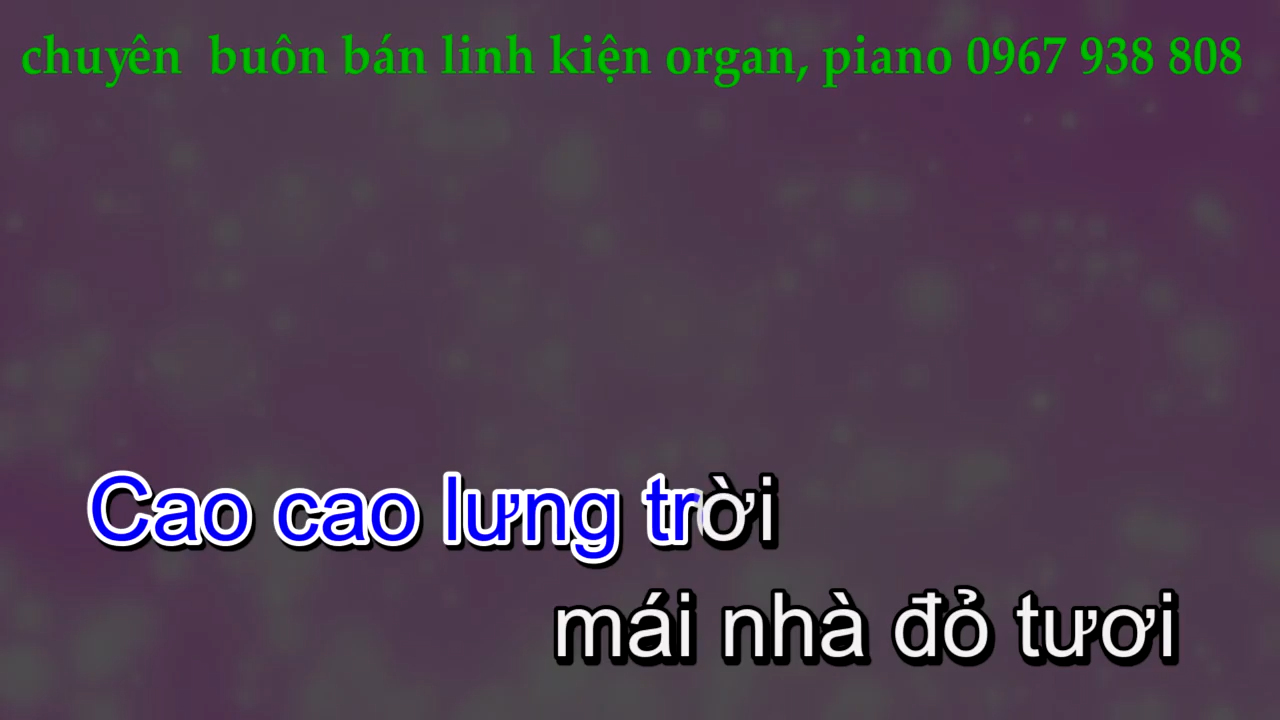 chuyên buôn bán linh kiện organ, piano 0967 938 808
Cao cao lưng trời
mái nhà đỏ tươi